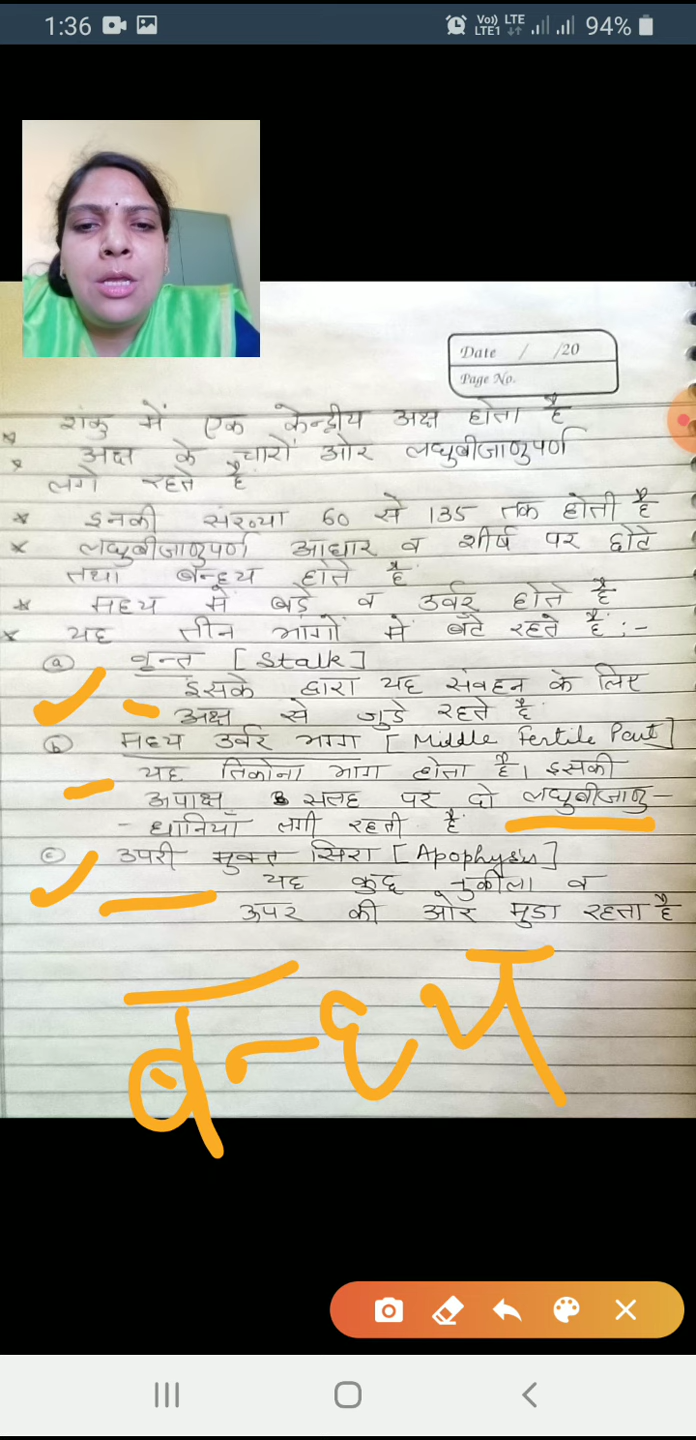 1:36
Vo) LTE
LTE1
94%
Date / /20
Page No.
शंकु में एक केन्द्रीय अक्ष होता है
अक्ष के चारों ओर लघुबीजाणुपर्ण
लगे रहते है
* इनकी संख्या 60 से 135 तक होती है
* लघुबीजाणुपर्ण आधार व शीर्ष पर छोटे
तथा बन्ध्य होते है
* मध्य में बडे व उर्वर होते है
* यह तीन भागों में बँटे रहते है :-
(a) वृन्त [Stalk]
इसके द्वारा यह संवहन के लिए
अक्ष से जुडे रहते है
(b) मध्य उर्वर भाग [Middle Fertile Part]
यह तिकोना भाग होता है। इसकी
अपाक्ष सतह पर दो लघुबीजाणु-
- धानियाँ लगी रहती है
(c) उपरी मुक्त सिरा [Apophysis]
यह कुछ नुकीला व
ऊपर की ओर मुडा रहता है
बन्ध्य